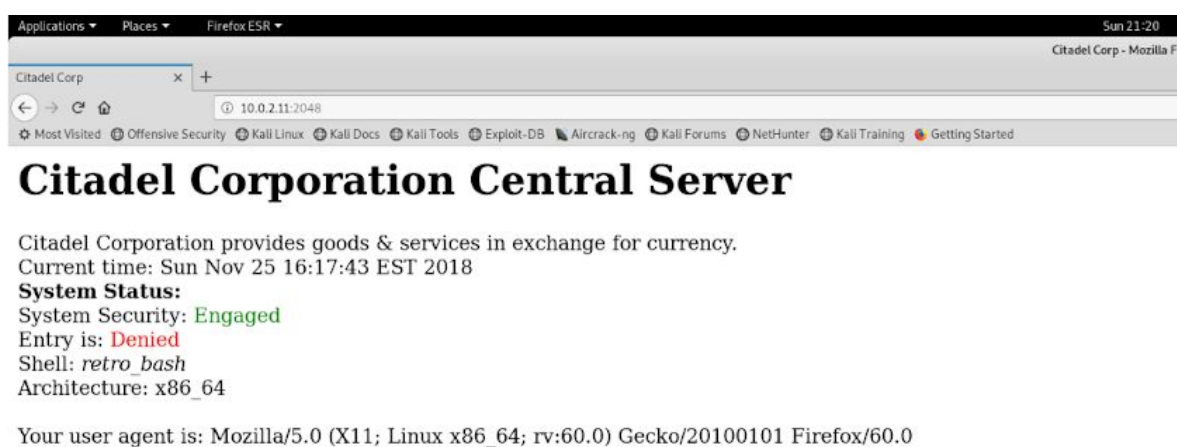 Applications ▾ Places ▾ Firefox ESR ▾ Sun 21:20
Citadel Corp - Mozilla F
Citadel Corp × +
10.0.2.11:2048
Most Visited Offensive Security Kali Linux Kali Docs Kali Tools Exploit-DB Aircrack-ng Kali Forums NetHunter Kali Training Getting Started
Citadel Corporation Central Server
Citadel Corporation provides goods & services in exchange for currency.
Current time: Sun Nov 25 16:17:43 EST 2018
System Status:
System Security: Engaged
Entry is: Denied
Shell: retro_bash
Architecture: x86_64
Your user agent is: Mozilla/5.0 (X11; Linux x86_64; rv:60.0) Gecko/20100101 Firefox/60.0